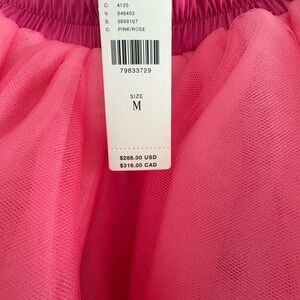 C: 4120
V: 046403
S: 0000107
C: PINK/ROSE
79833729
SIZE
M
$288.00 USD
$318.00 CAD